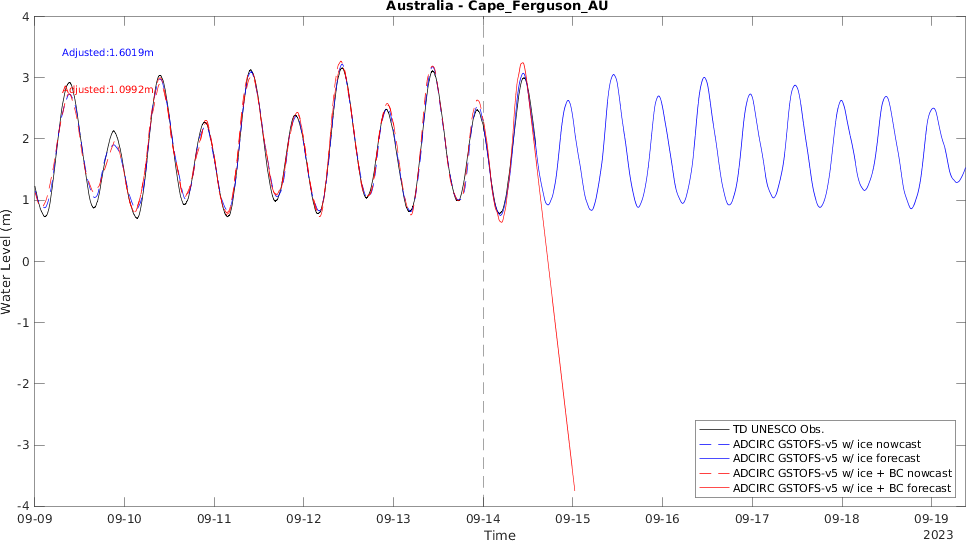 Australia - Cape_Ferguson_AU
4
3
2
1
0
-1
-2
-3
-4
Water Level (m)
Adjusted:1.6019m
Adjusted:1.0992m
TD UNESCO Obs.
ADCIRC GSTOFS-v5 w/ ice nowcast
ADCIRC GSTOFS-v5 w/ ice forecast
ADCIRC GSTOFS-v5 w/ ice + BC nowcast
ADCIRC GSTOFS-v5 w/ ice + BC forecast
09-09 09-10 09-11 09-12 09-13 09-14 09-15 09-16 09-17 09-18 09-19
Time
2023